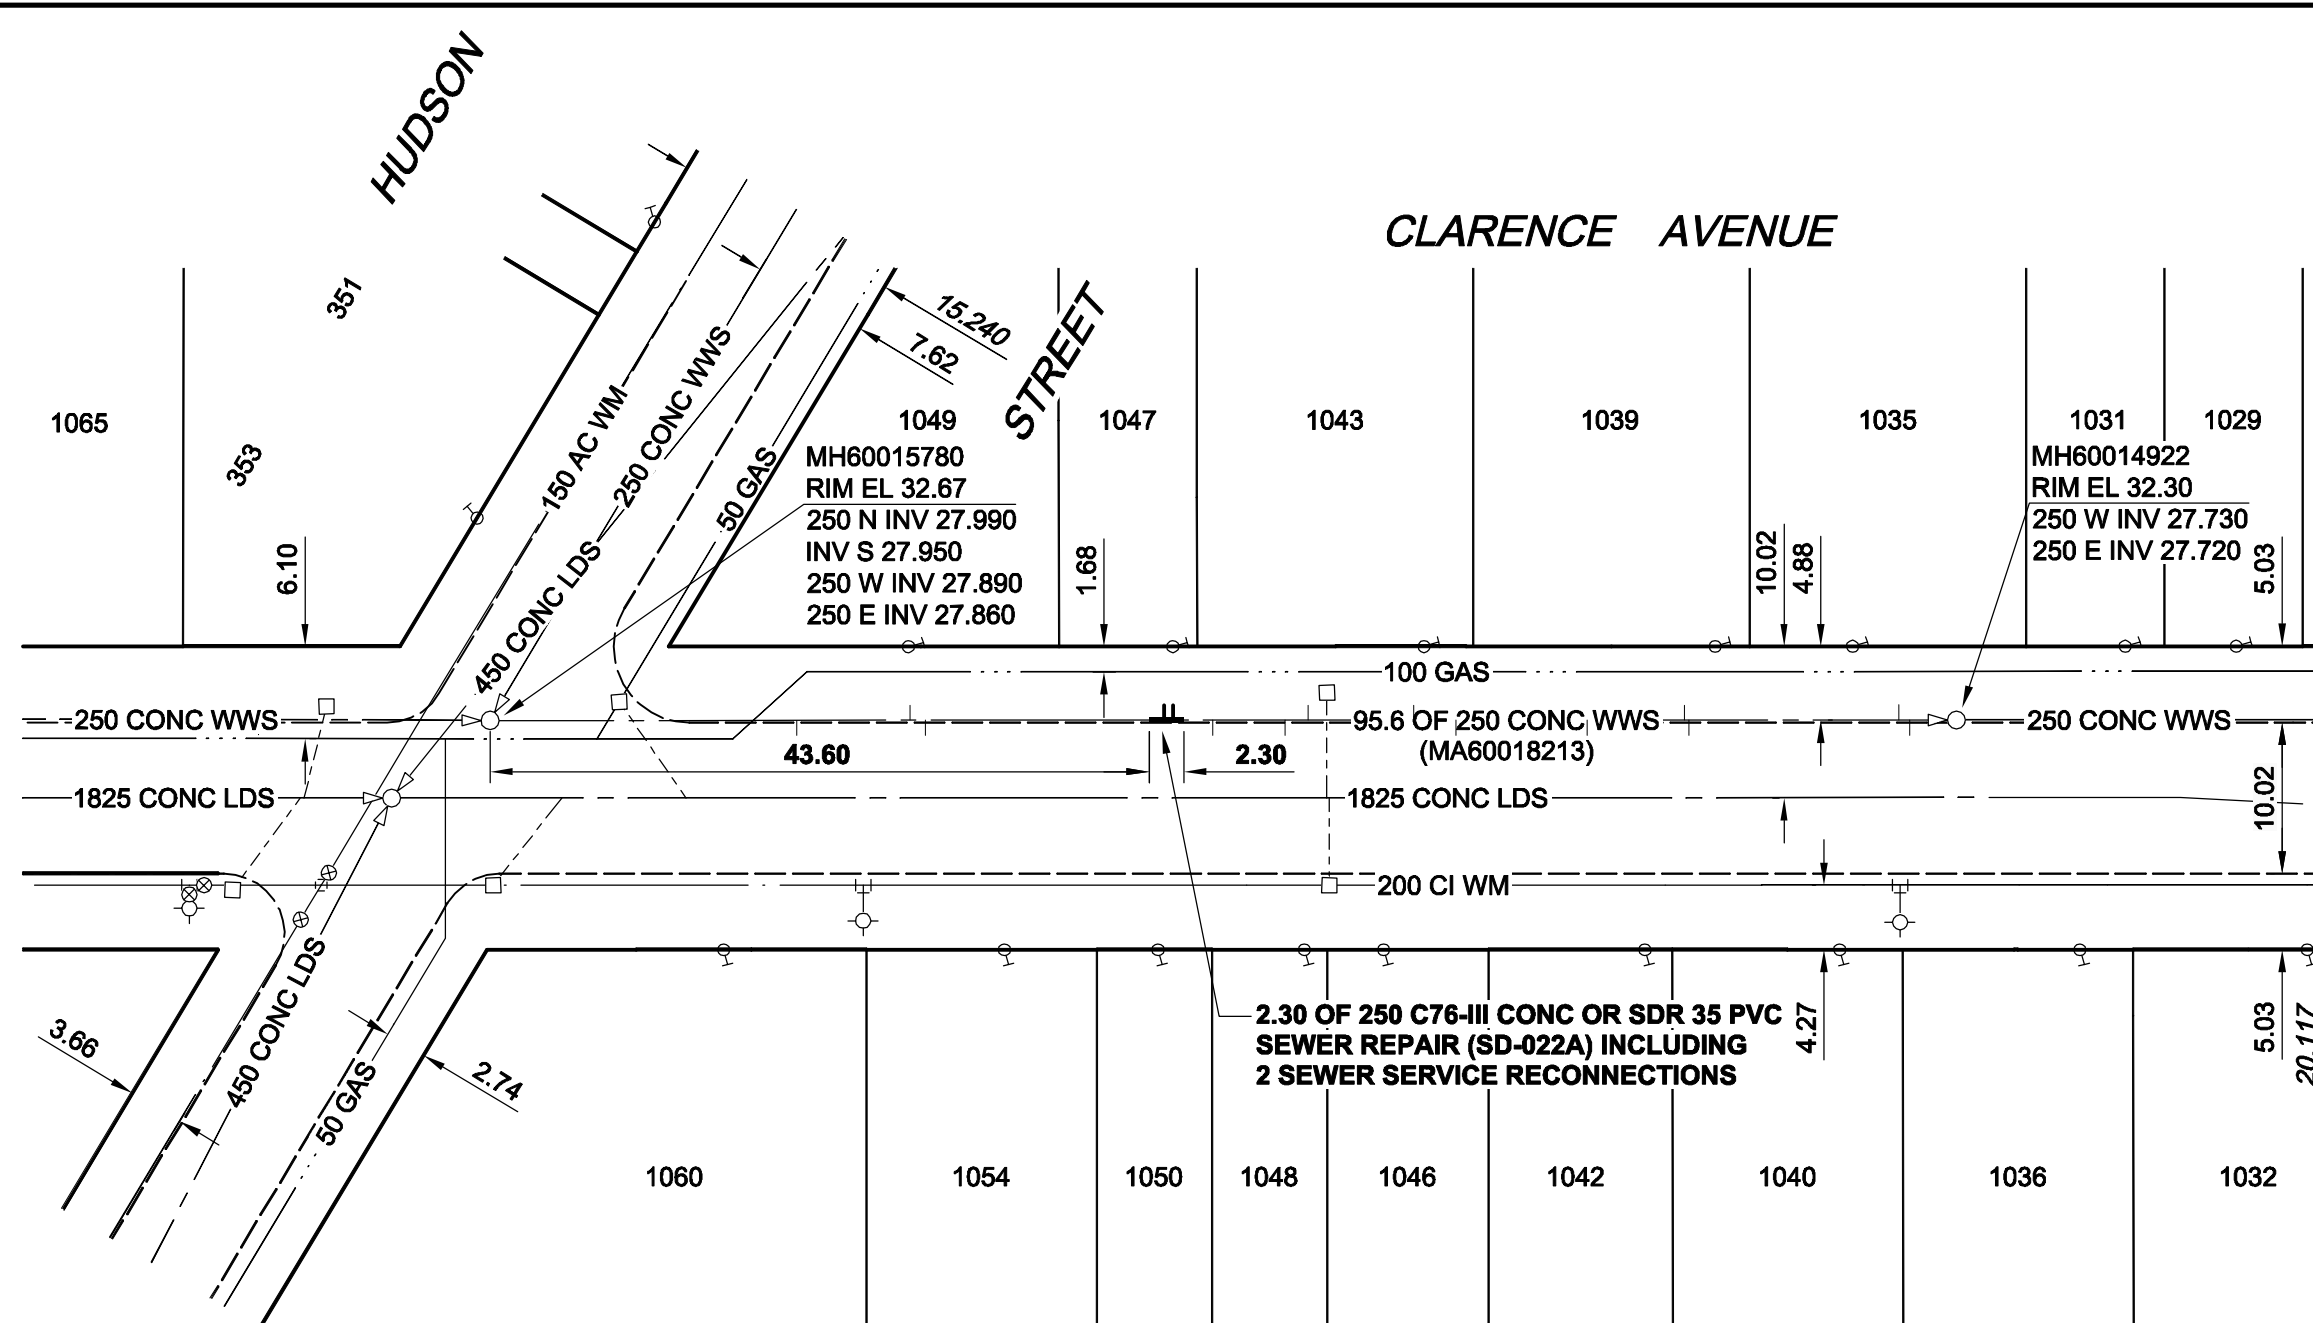 HUDSON
STREET
CLARENCE AVENUE
351
353
1065
1049
1047
1043
1039
1035
1031
1029
15.240
7.62
150 AC WM
250 CONC WWS
50 GAS
450 CONC LDS
MH60015780
RIM EL 32.67
250 N INV 27.990
INV S 27.950
250 W INV 27.890
250 E INV 27.860
MH60014922
RIM EL 32.30
250 W INV 27.730
250 E INV 27.720
6.10
1.68
10.02
4.88
5.03
100 GAS
250 CONC WWS
95.6 OF 250 CONC WWS
(MA60018213)
250 CONC WWS
43.60
2.30
1825 CONC LDS
1825 CONC LDS
10.02
200 CI WM
450 CONC LDS
50 GAS
3.66
2.74
2.30 OF 250 C76-III CONC OR SDR 35 PVC
SEWER REPAIR (SD-022A) INCLUDING
2 SEWER SERVICE RECONNECTIONS
4.27
5.03
20.117
1060
1054
1050
1048
1046
1042
1040
1036
1032